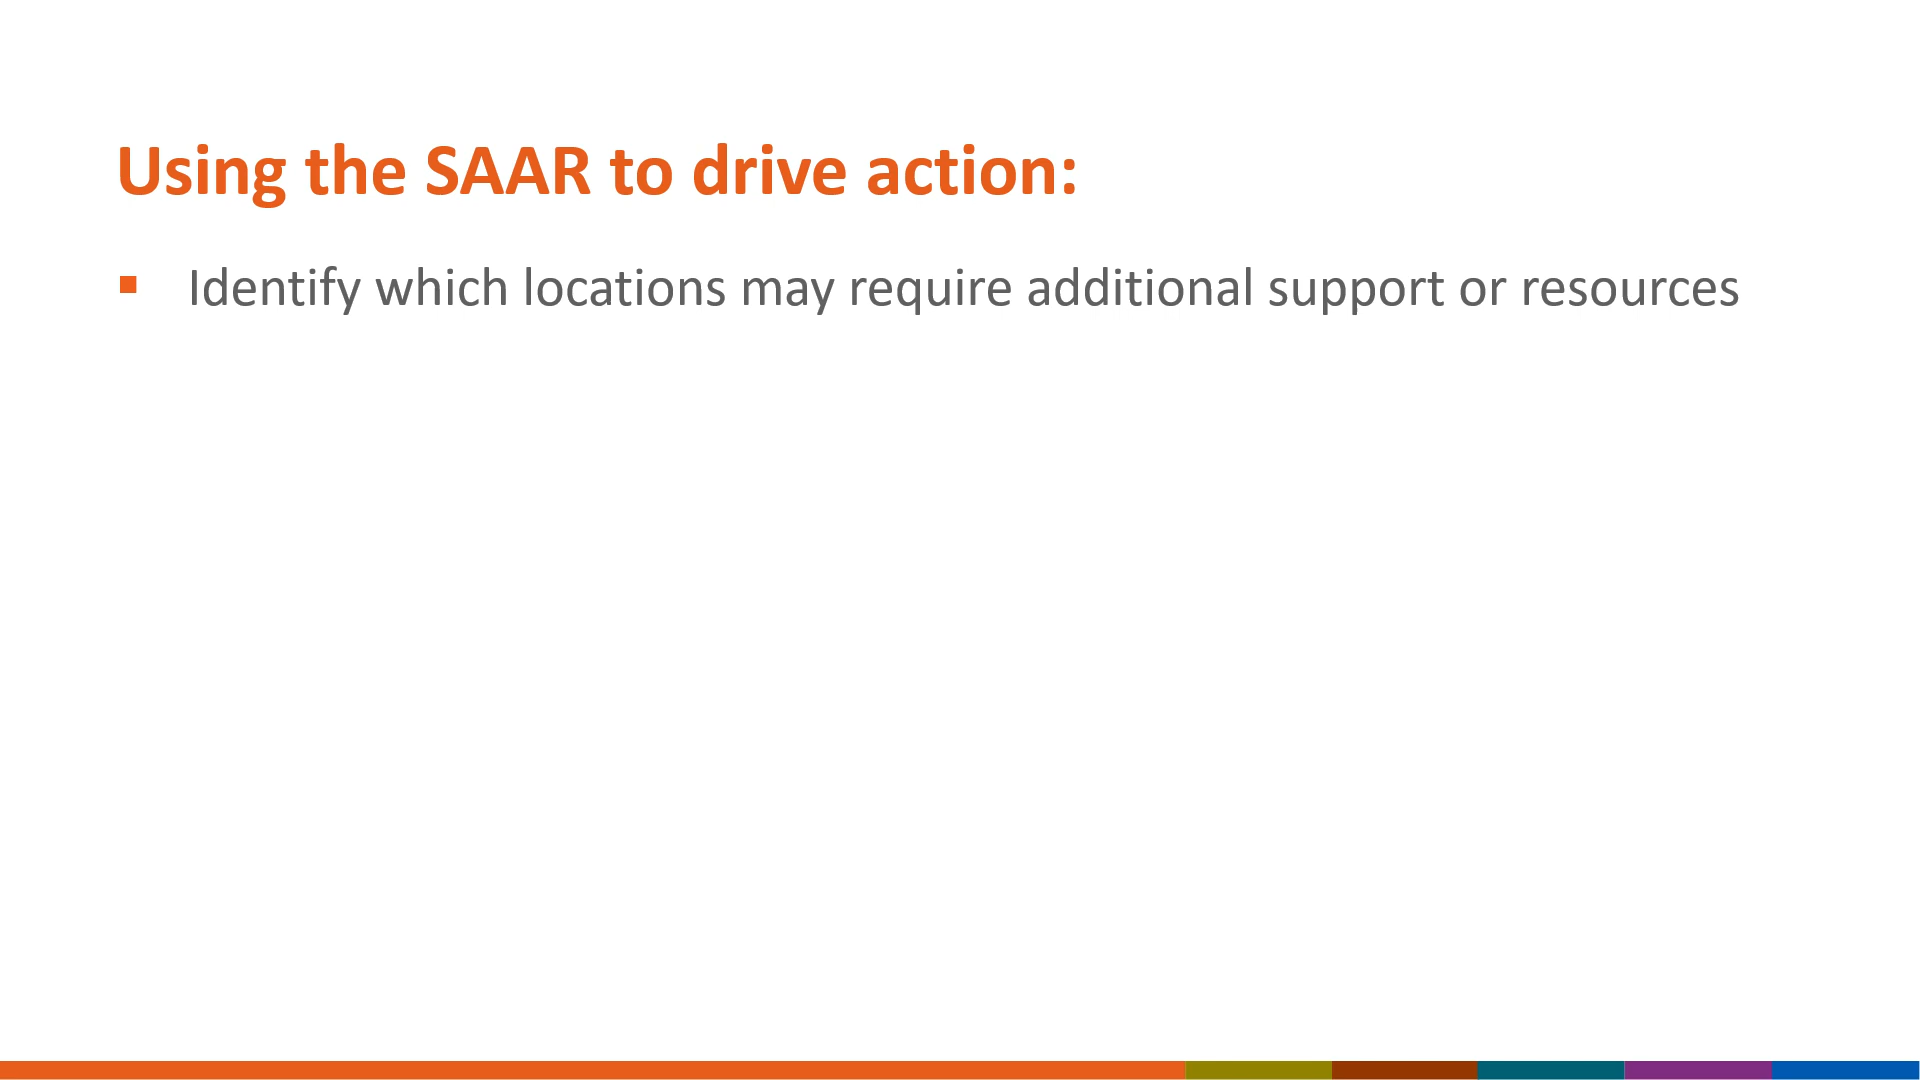 Using the SAAR to drive action:
▪ Identify which locations may require additional support or resources